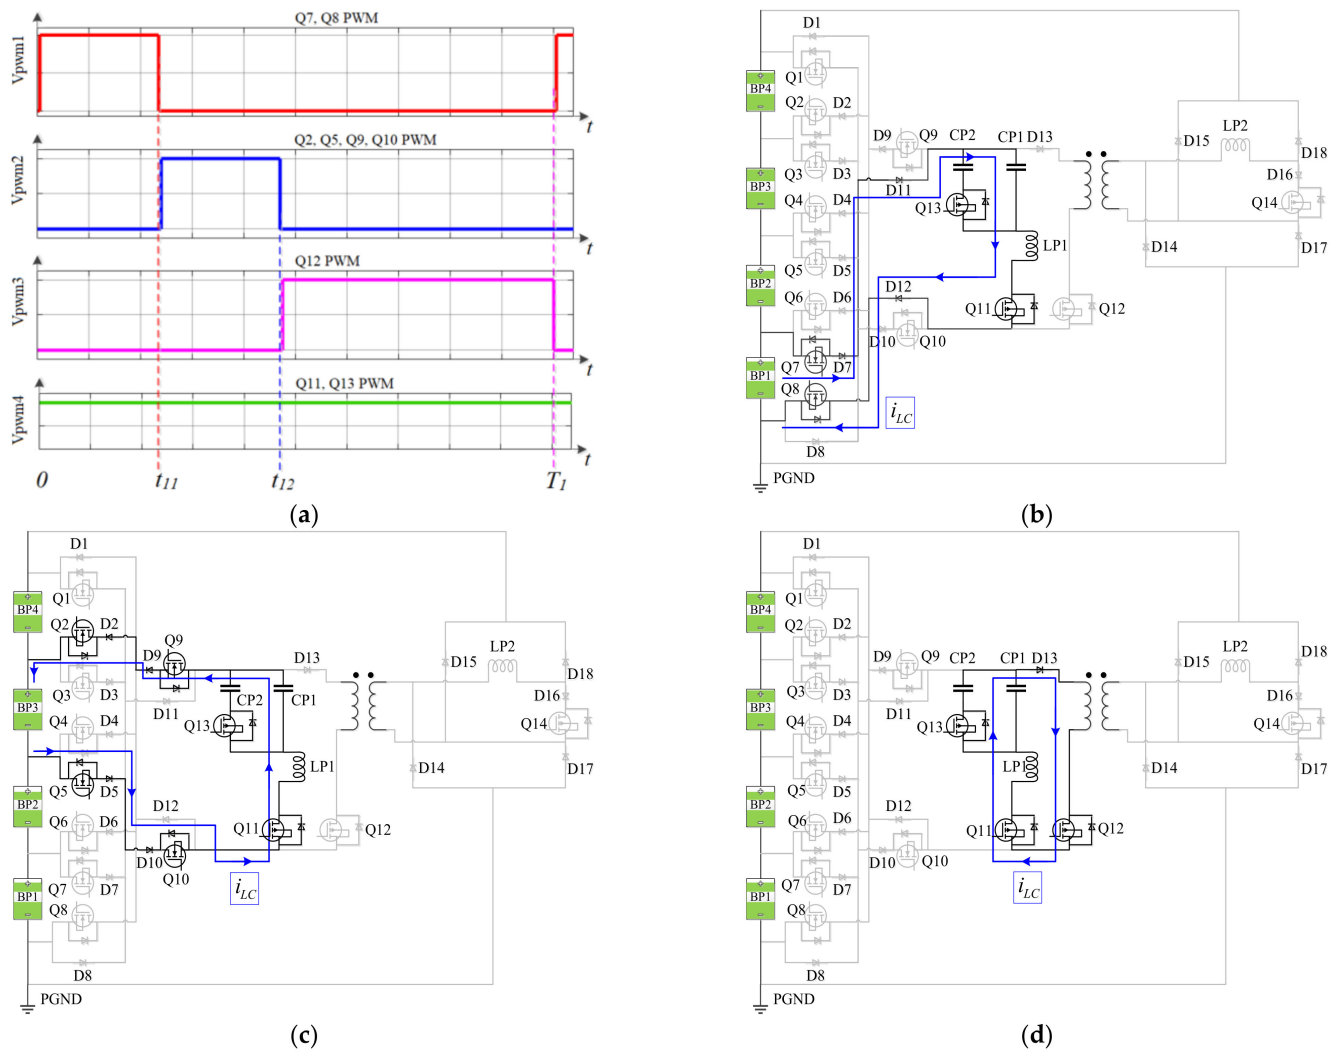 Q7, Q8 PWM
Vpwm1
t
Q2, Q5, Q9, Q10 PWM
Vpwm2
t
Q12 PWM
Vpwm3
t
Q11, Q13 PWM
Vpwm4
t
0
t11
t12
T1
(a)
D1
BP4
Q1
Q2
D2
D9
Q9
CP2
CP1
D13
D15
LP2
D18
BP3
Q3
D3
D11
D16
Q4
D4
Q13
Q14
Q5
D5
LP1
D14
D17
BP2
Q6
D6
D12
Q11
Q12
D10
Q10
BP1
Q7
D7
Q8
iLC
D8
PGND
(b)
D1
BP4
Q1
Q2
D2
D9
Q9
D13
D15
LP2
D18
BP3
Q3
D3
D11
CP2
CP1
D16
Q4
D4
Q13
Q14
Q5
D5
LP1
D14
D17
BP2
Q6
D6
D12
Q11
Q12
D10
Q10
BP1
Q7
D7
iLC
Q8
D8
PGND
(c)
D1
BP4
Q1
Q2
D2
D9
Q9
CP2
CP1
D13
D15
LP2
D18
BP3
Q3
D3
D11
D16
Q4
D4
Q13
Q14
Q5
D5
LP1
D14
D17
BP2
Q6
D6
D12
Q11
Q12
D10
Q10
BP1
Q7
D7
iLC
Q8
D8
PGND
(d)